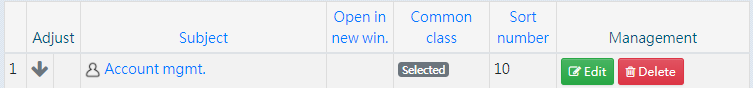 Adjust Subject Open in new win. Common class Sort number Management
1 Account mgmt. Selected 10 Edit Delete